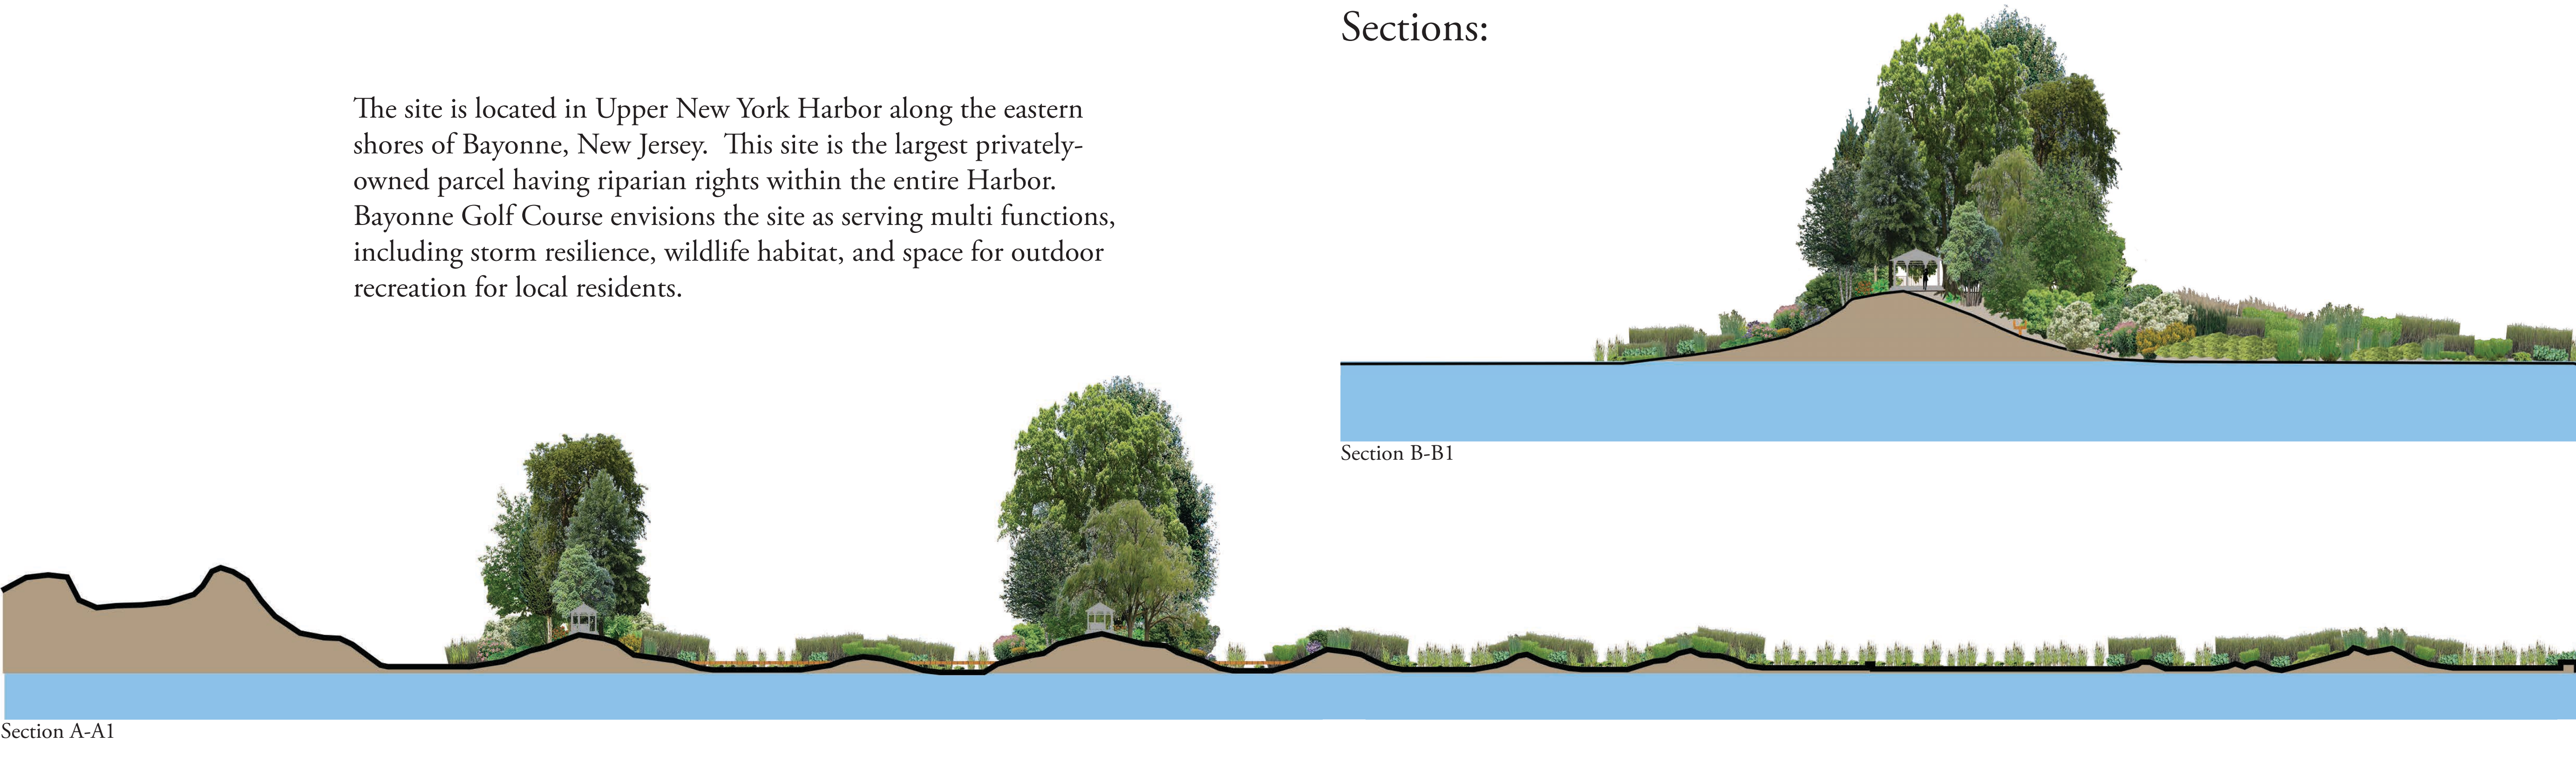 Sections:
The site is located in Upper New York Harbor along the eastern
shores of Bayonne, New Jersey.  This site is the largest privately-
owned parcel having riparian rights within the entire Harbor.
Bayonne Golf Course envisions the site as serving multi functions,
including storm resilience, wildlife habitat, and space for outdoor
recreation for local residents.
Section B-B1
Section A-A1